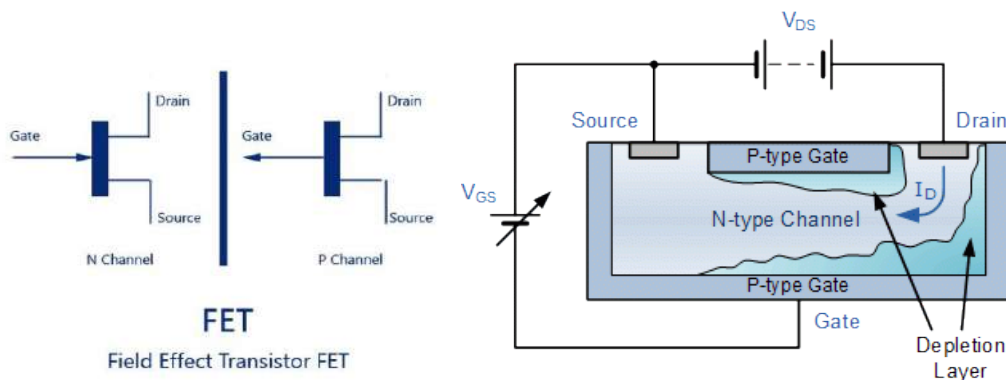 Drain
Gate
Source
N Channel
Drain
Gate
Source
P Channel
FET
Field Effect Transistor FET
VDS
Source
Drain
P-type Gate
VGS
ID
N-type Channel
P-type Gate
Gate
Depletion
Layer